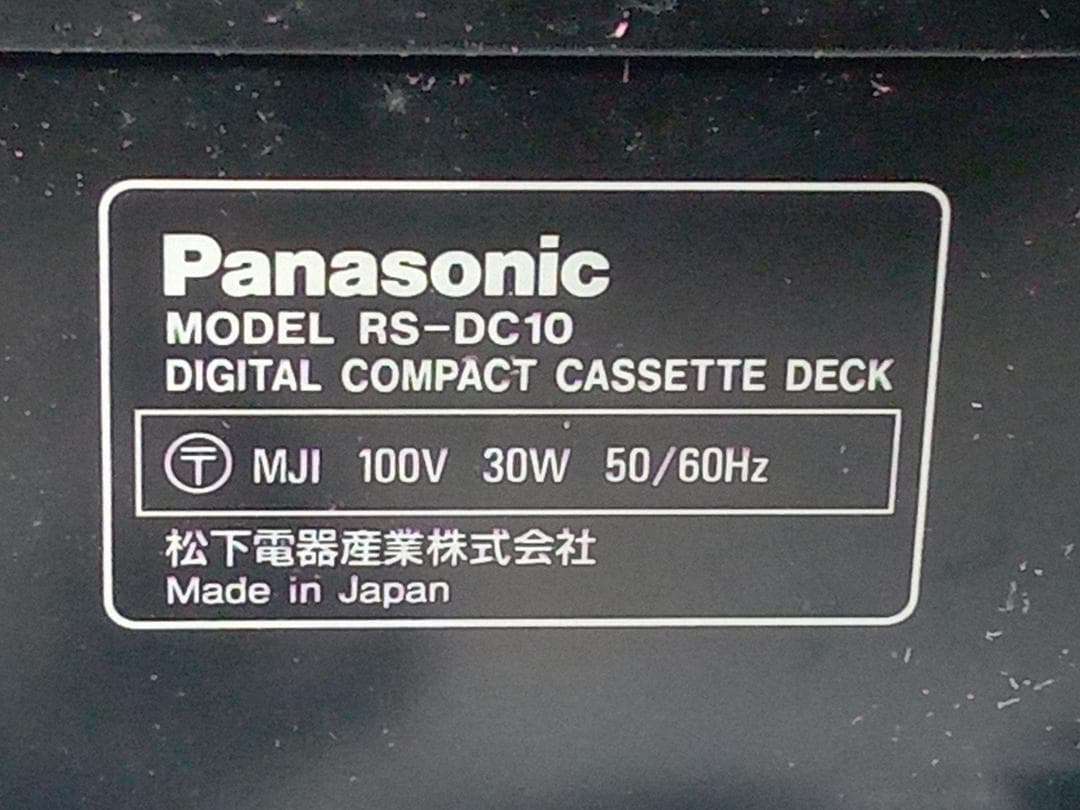 Panasonic
MODEL RS-DC10
DIGITAL COMPACT CASSETTE DECK
〶 MJI 100V 30W 50/60Hz
松下電器産業株式会社
Made in Japan